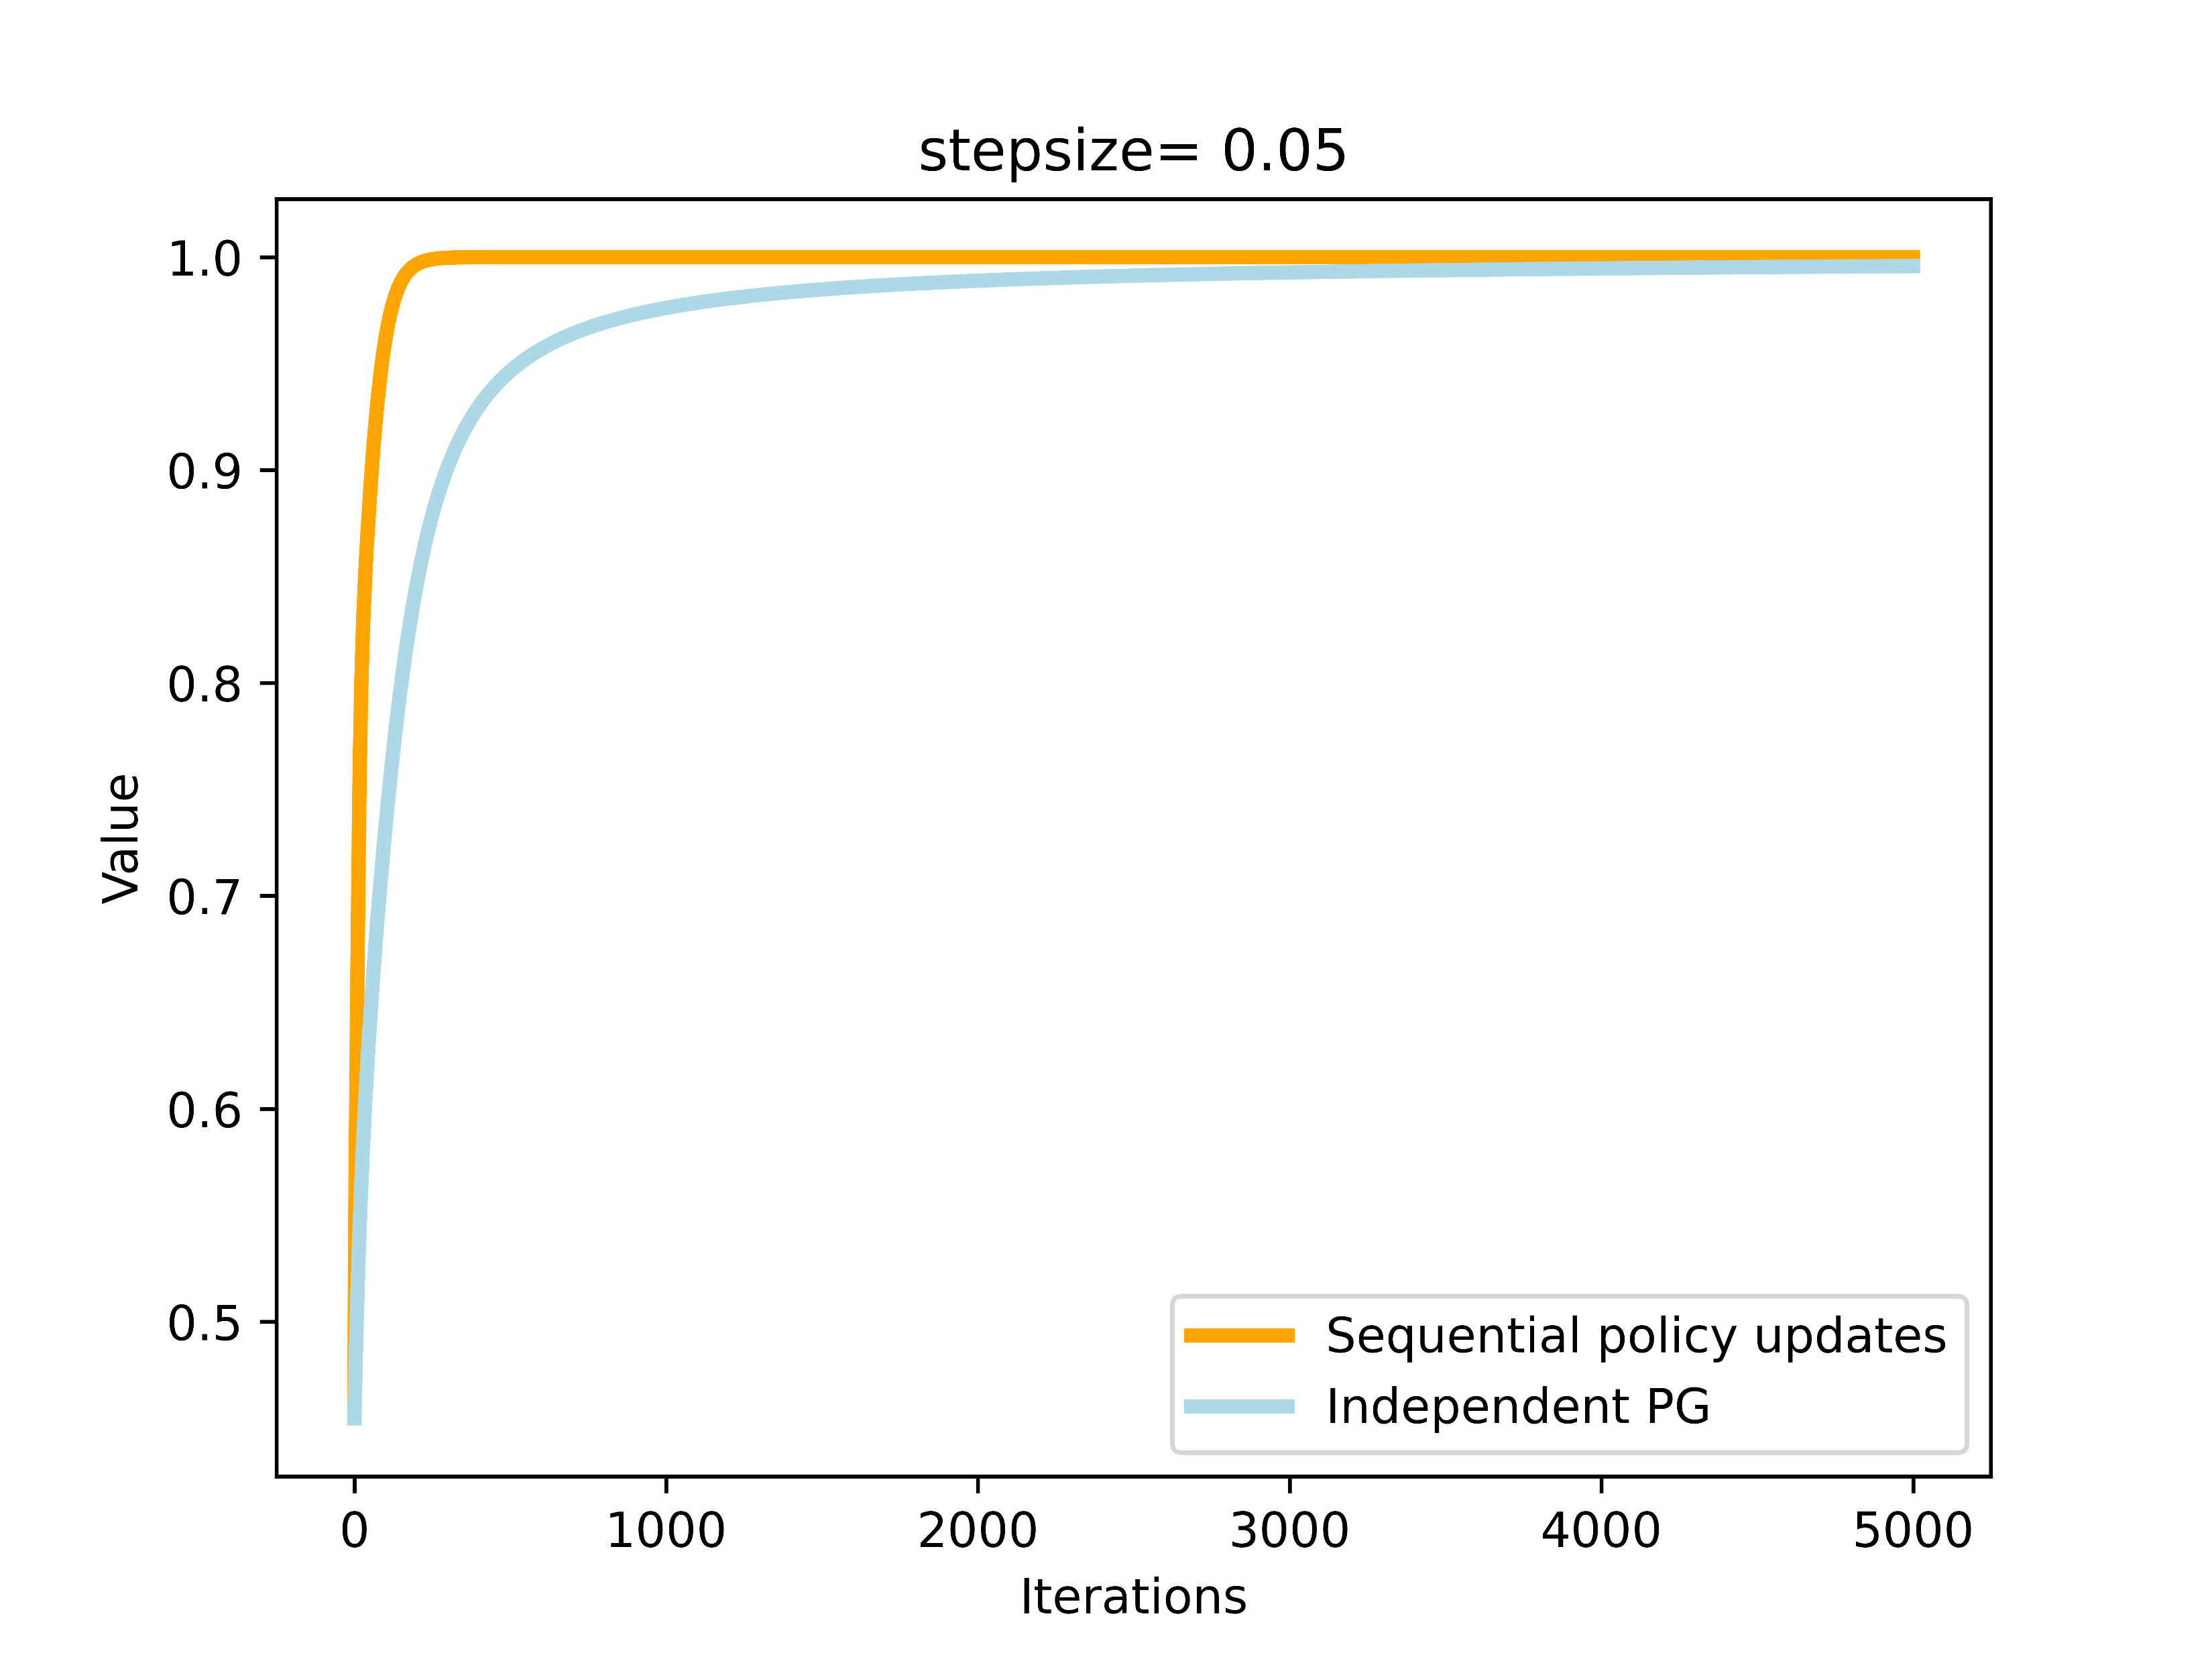 stepsize= 0.05
1.0
0.9
0.8
0.7
0.6
0.5
Value
Sequential policy updates
Independent PG
0 1000 2000 3000 4000 5000
Iterations